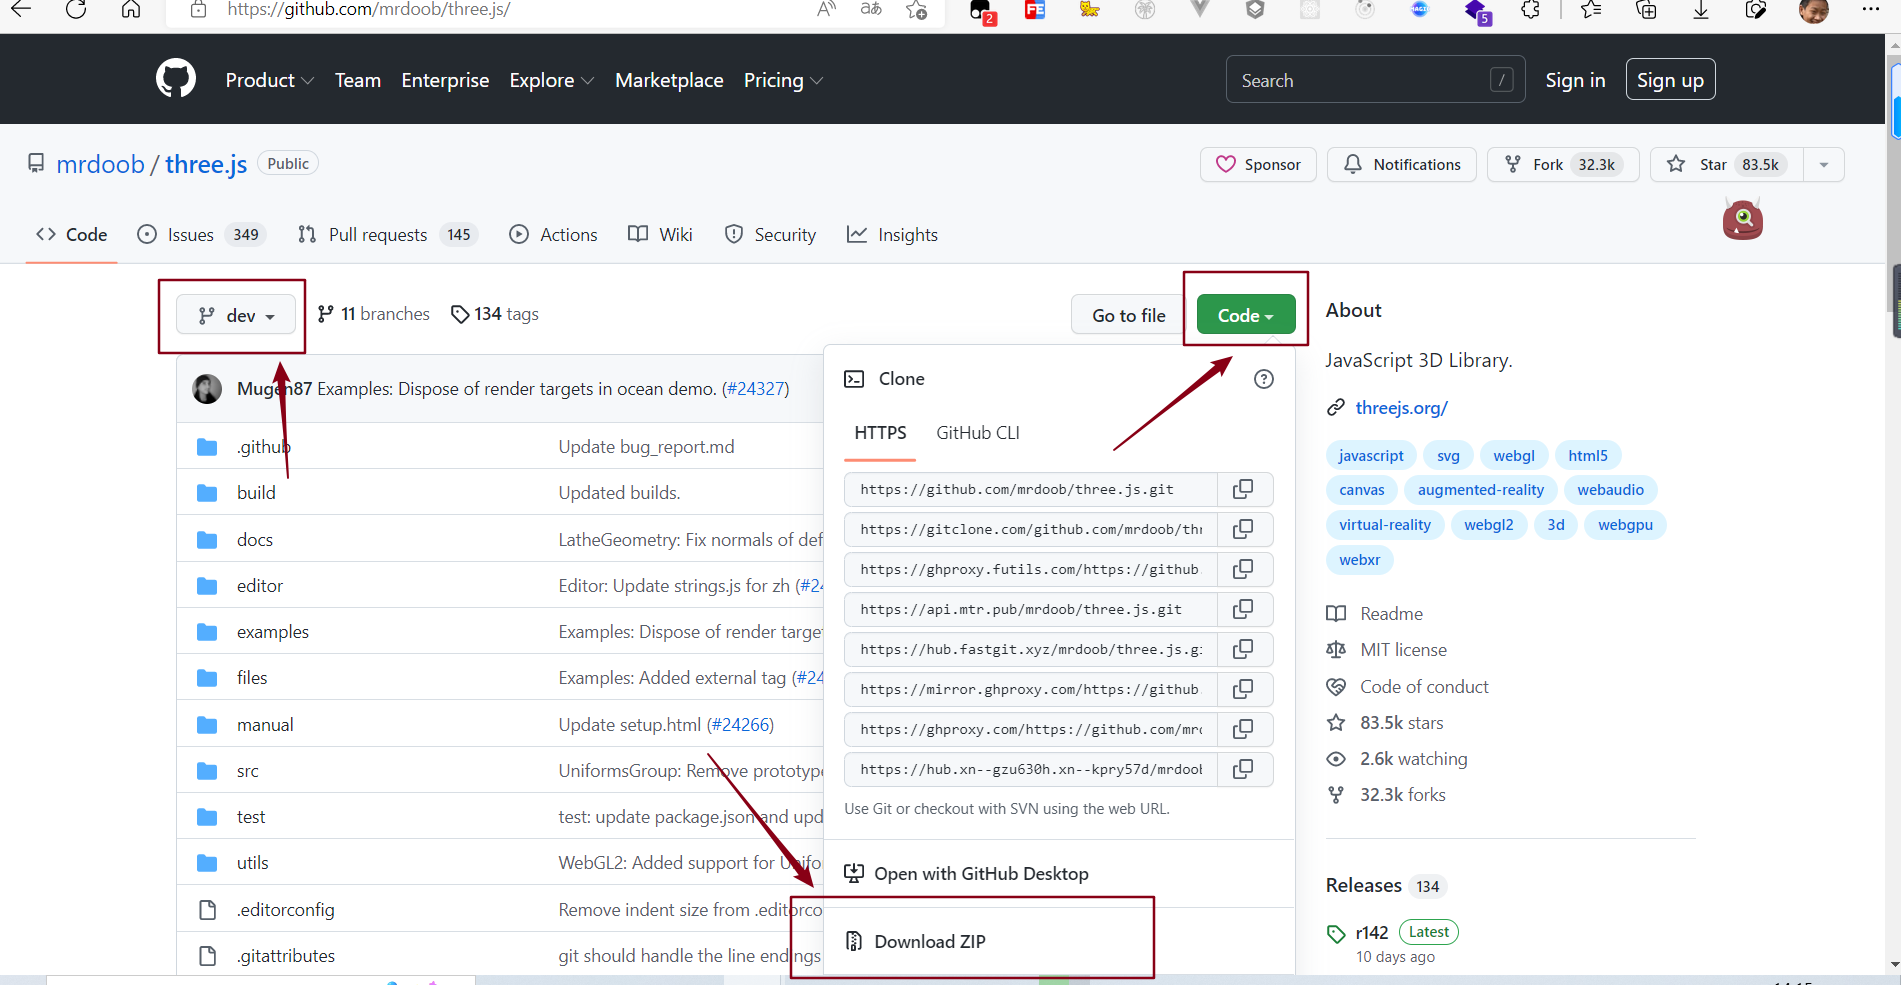 https://github.com/mrdoob/three.js/
A
aあ
2
FE
MAGIC
5
Product Team Enterprise Explore Marketplace Pricing
Search /
Sign in
Sign up
mrdoob / three.js Public
Sponsor
Notifications
Fork 32.3k
Star 83.5k
Code
Issues 349
Pull requests 145
Actions
Wiki
Security
Insights
dev
11 branches
134 tags
Go to file
Code
Mugen87 Examples: Dispose of render targets in ocean demo. (#24327)
.github Update bug_report.md
build Updated builds.
docs LatheGeometry: Fix normals of def
editor Editor: Update strings.js for zh (#24
examples Examples: Dispose of render targe
files Examples: Added external tag (#24
manual Update setup.html (#24266)
src UniformsGroup: Remove prototype
test test: update package.json and upd
utils WebGL2: Added support for Unifo
.editorconfig Remove indent size from .editorco
.gitattributes git should handle the line endings
Clone
HTTPS GitHub CLI
https://github.com/mrdoob/three.js.git
https://gitclone.com/github.com/mrdoob/thr
https://ghproxy.futils.com/https://github.
https://api.mtr.pub/mrdoob/three.js.git
https://hub.fastgit.xyz/mrdoob/three.js.gi
https://mirror.ghproxy.com/https://github.
https://ghproxy.com/https://github.com/mrd
https://hub.xn--gzu630h.xn--kpry57d/mrdoob
Use Git or checkout with SVN using the web URL.
Open with GitHub Desktop
Download ZIP
About
JavaScript 3D Library.
threejs.org/
javascript svg webgl html5
canvas augmented-reality webaudio
virtual-reality webgl2 3d webgpu
webxr
Readme
MIT license
Code of conduct
83.5k stars
2.6k watching
32.3k forks
Releases 134
r142 Latest
10 days ago